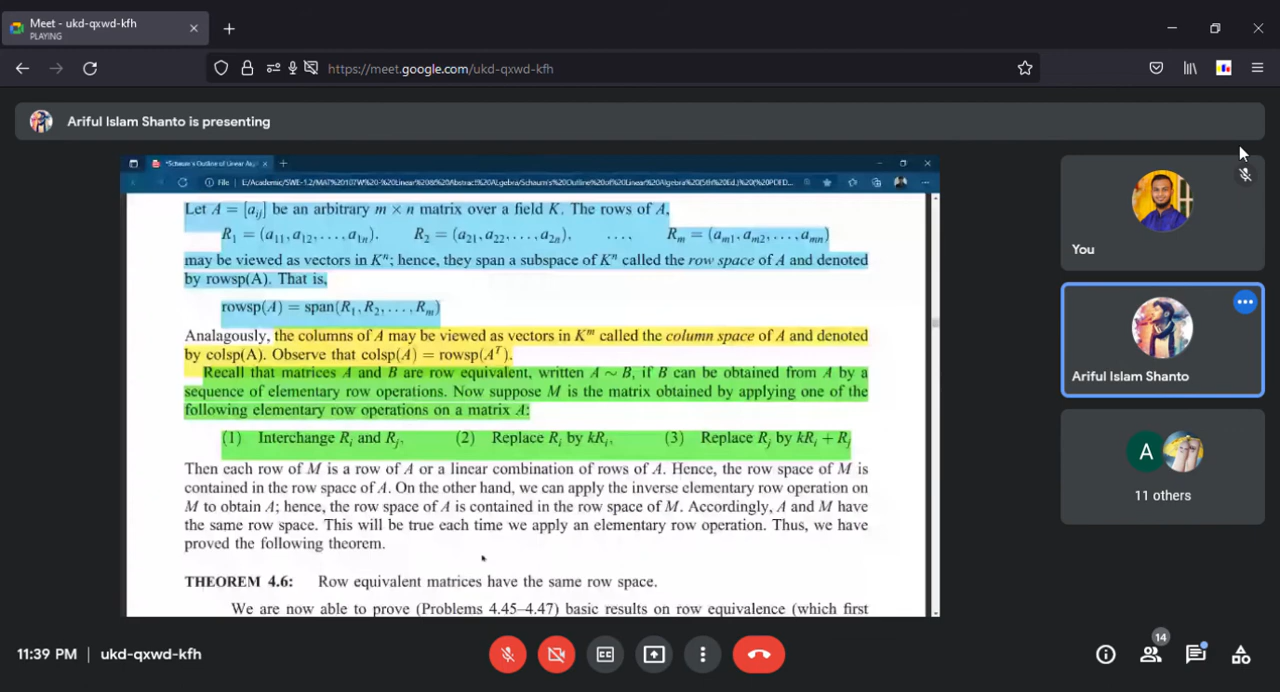 Meet - ukd-qxwd-kfh
PLAYING
https://meet.google.com/ukd-qxwd-kfh
Ariful Islam Shanto is presenting
File
Let A = [aij] be an arbitrary m × n matrix over a field K. The rows of A,
R1 = (a11, a12, . . . , a1n), R2 = (a21, a22, . . . , a2n), . . . , Rm = (am1, am2, . . . , amn)
may be viewed as vectors in Kⁿ; hence, they span a subspace of Kⁿ called the row space of A and denoted
by rowsp(A). That is,
rowsp(A) = span(R1, R2, . . . , Rm)
Analagously, the columns of A may be viewed as vectors in Kᵐ called the column space of A and denoted
by colsp(A). Observe that colsp(A) = rowsp(Aᵀ).
Recall that matrices A and B are row equivalent, written A ∼ B, if B can be obtained from A by a
sequence of elementary row operations. Now suppose M is the matrix obtained by applying one of the
following elementary row operations on a matrix A:
(1) Interchange Ri and Rj, (2) Replace Ri by kRi, (3) Replace Rj by kRi + Rj
Then each row of M is a row of A or a linear combination of rows of A. Hence, the row space of M is
contained in the row space of A. On the other hand, we can apply the inverse elementary row operation on
M to obtain A; hence, the row space of A is contained in the row space of M. Accordingly, A and M have
the same row space. This will be true each time we apply an elementary row operation. Thus, we have
proved the following theorem.
THEOREM 4.6: Row equivalent matrices have the same row space.
We are now able to prove (Problems 4.45–4.47) basic results on row equivalence (which first
You
Ariful Islam Shanto
A
11 others
11:39 PM | ukd-qxwd-kfh
CC
14